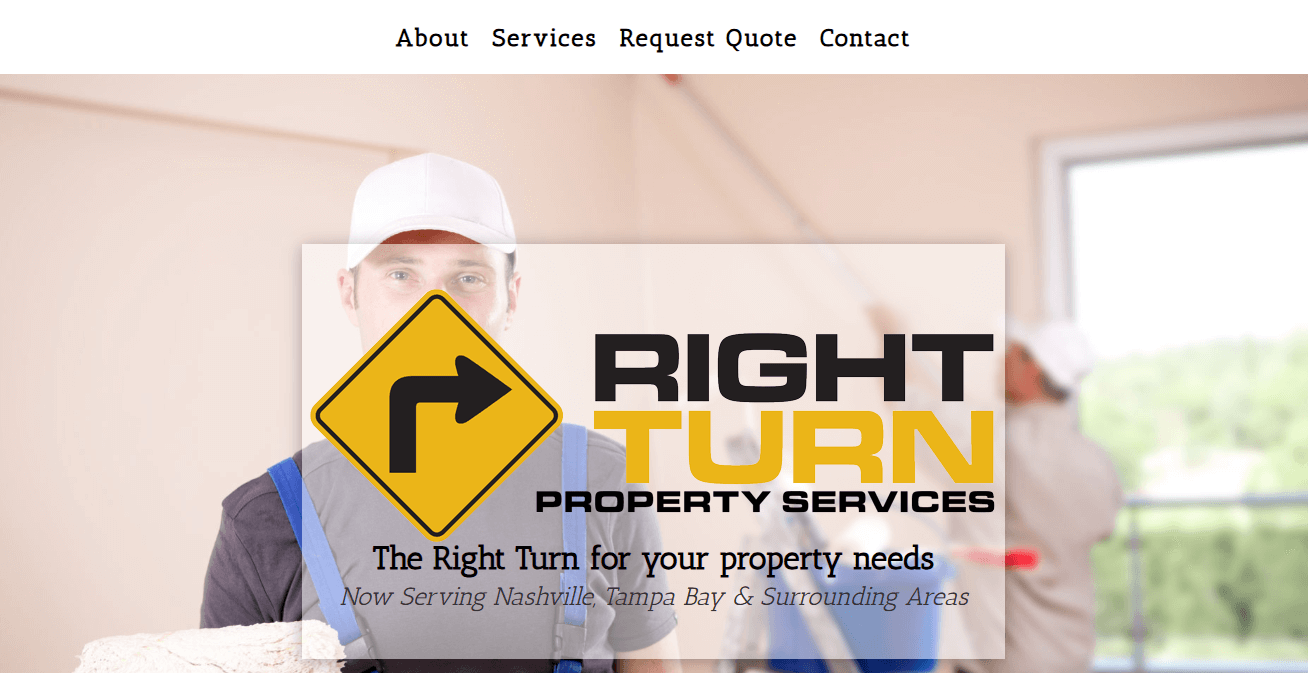 About Services Request Quote Contact
RIGHT
TURN
PROPERTY SERVICES
The Right Turn for your property needs
Now Serving Nashville, Tampa Bay & Surrounding Areas